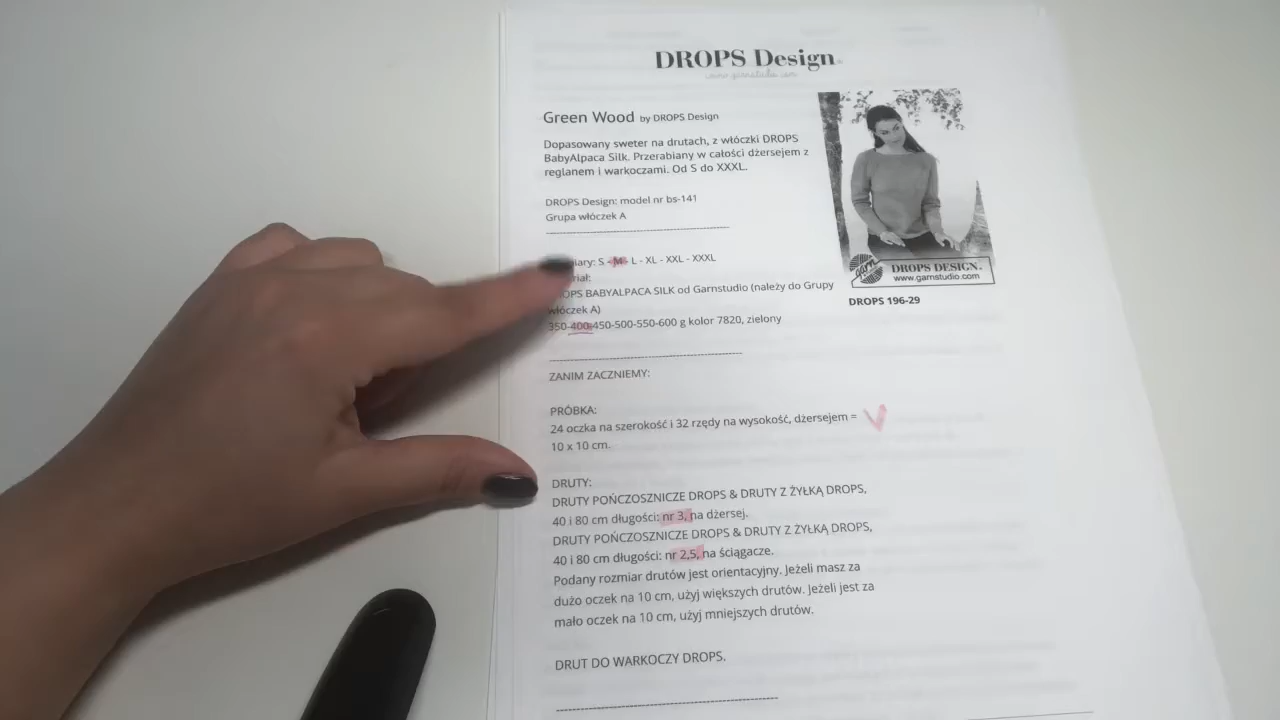 DROPS Design
www.garnstudio.com
Green Wood by DROPS Design
Dopasowany sweter na drutach, z włóczki DROPS
BabyAlpaca Silk. Przerabiany w całości dżersejem z
reglanem i warkoczami. Od S do XXXL.
DROPS Design: model nr bs-141
Grupa włóczek A
iary: S - M - L - XL - XXL - XXXL
riał:
OPS BABYALPACA SILK od Garnstudio (należy do Grupy
włóczek A)
350-400-450-500-550-600 g kolor 7820, zielony
garn
DROPS DESIGN.
www.garnstudio.com
DROPS 196-29
ZANIM ZACZNIEMY:
PRÓBKA:
24 oczka na szerokość i 32 rzędy na wysokość, dżersejem =
10 x 10 cm.
DRUTY:
DRUTY POŃCZOSZNICZE DROPS & DRUTY Z ŻYŁKĄ DROPS,
40 i 80 cm długości: nr 3, na dżersej.
DRUTY POŃCZOSZNICZE DROPS & DRUTY Z ŻYŁKĄ DROPS,
40 i 80 cm długości: nr 2,5, na ściągacze.
Podany rozmiar drutów jest orientacyjny. Jeżeli masz za
dużo oczek na 10 cm, użyj większych drutów. Jeżeli jest za
mało oczek na 10 cm, użyj mniejszych drutów.
DRUT DO WARKOCZY DROPS.